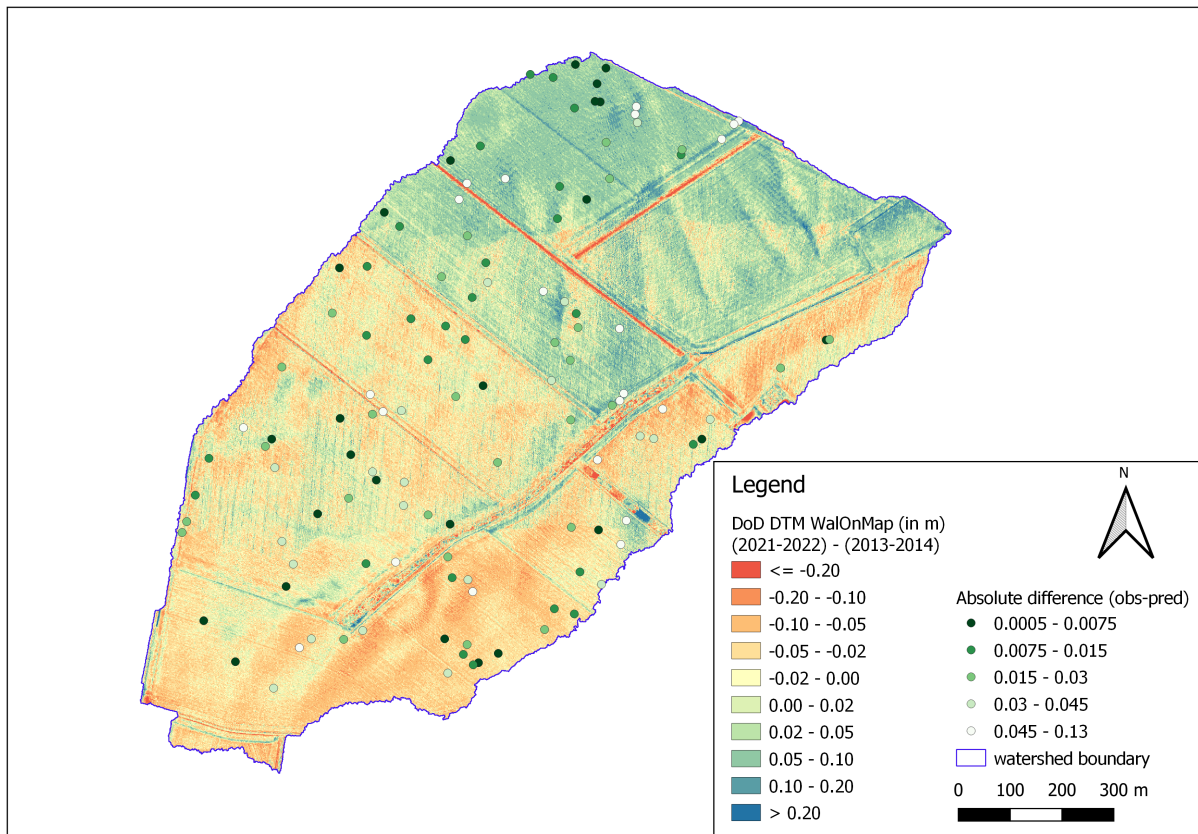 Legend
N
DoD DTM WalOnMap (in m)
(2021-2022) - (2013-2014)
<= -0.20
-0.20 - -0.10
-0.10 - -0.05
-0.05 - -0.02
-0.02 - 0.00
0.00 - 0.02
0.02 - 0.05
0.05 - 0.10
0.10 - 0.20
> 0.20
Absolute difference (obs-pred)
0.0005 - 0.0075
0.0075 - 0.015
0.015 - 0.03
0.03 - 0.045
0.045 - 0.13
watershed boundary
0 100 200 300 m